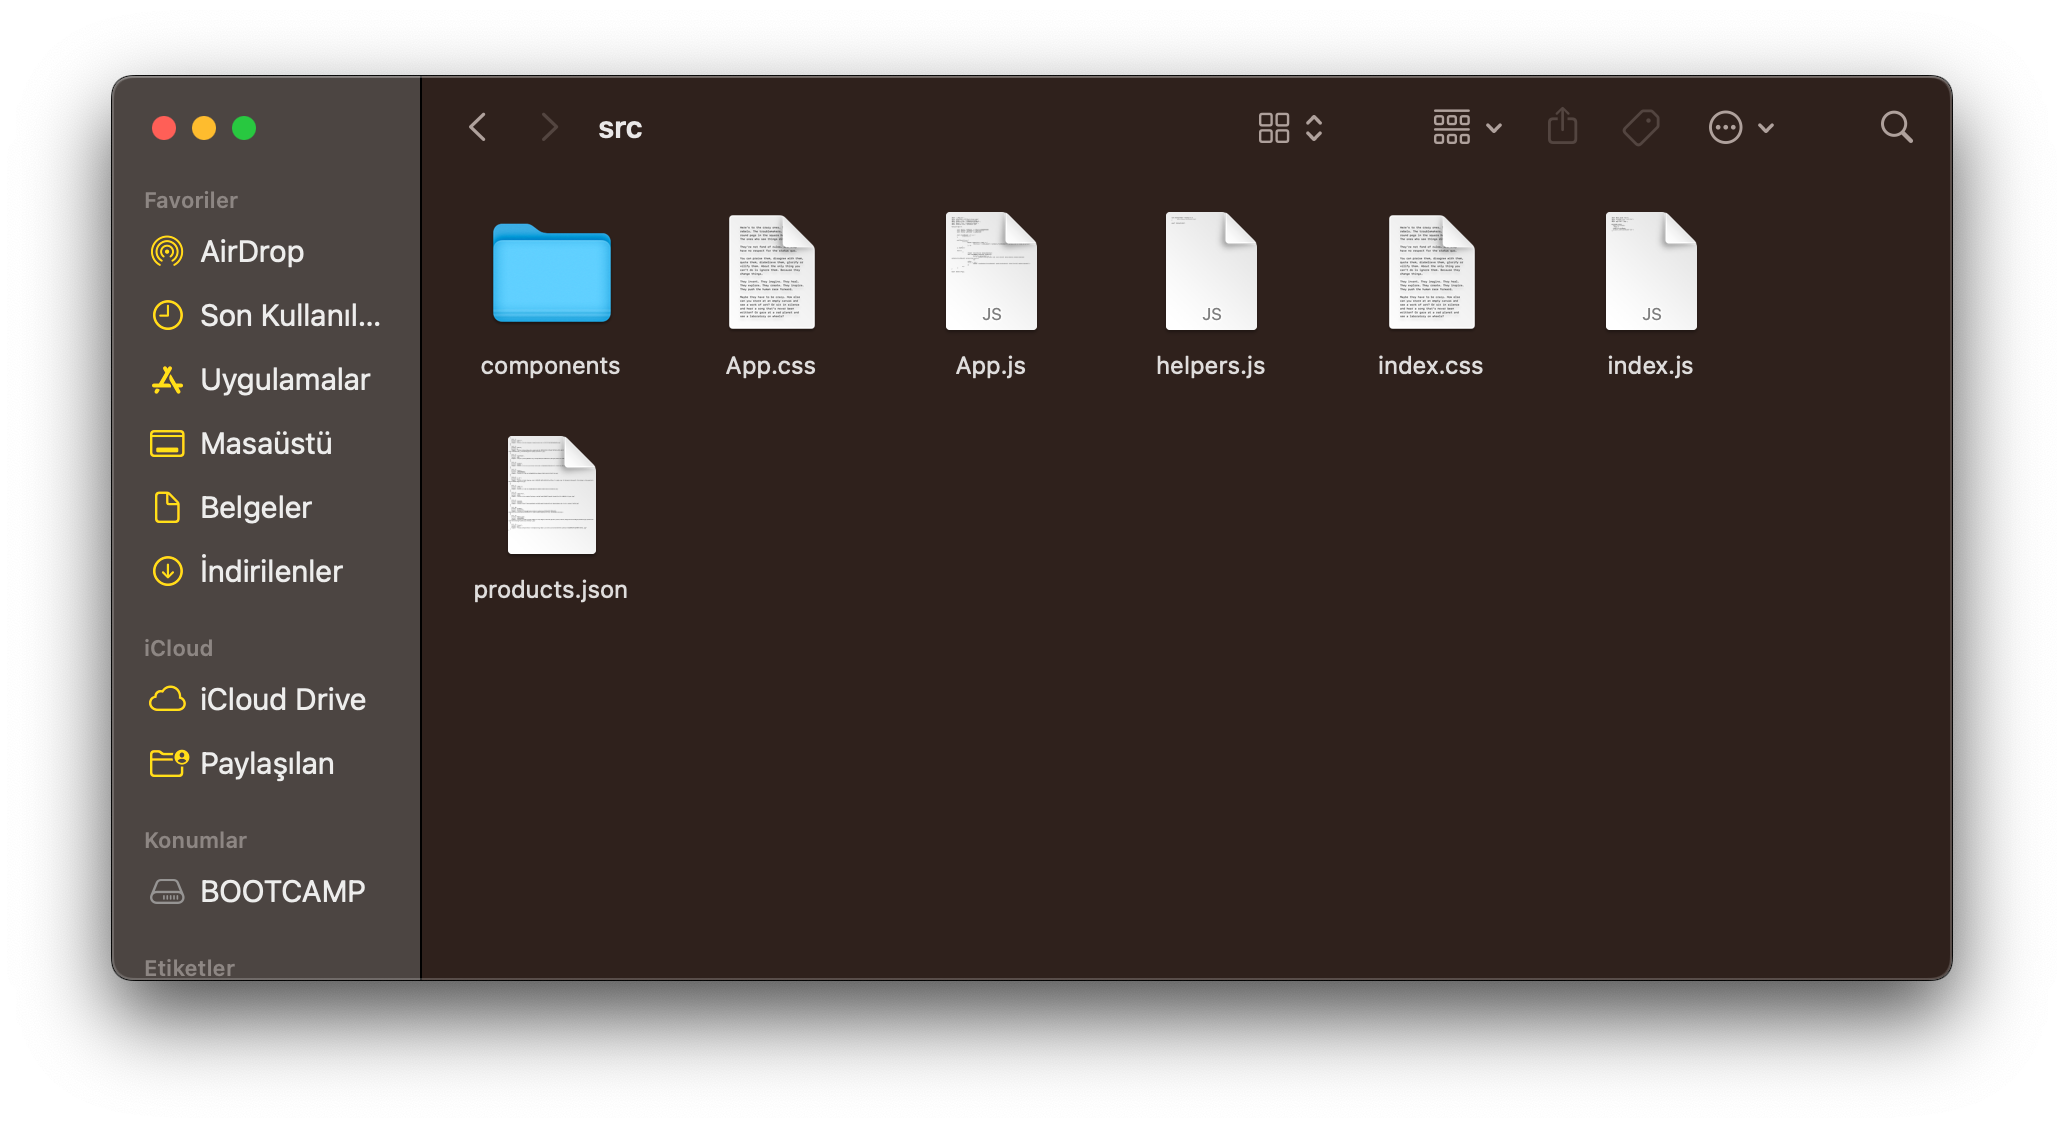 src
Favoriler
AirDrop
Son Kullanıl...
Uygulamalar
Masaüstü
Belgeler
İndirilenler
iCloud
iCloud Drive
Paylaşılan
Konumlar
BOOTCAMP
Etiketler
JS
JS
JS
components
App.css
App.js
helpers.js
index.css
index.js
products.json